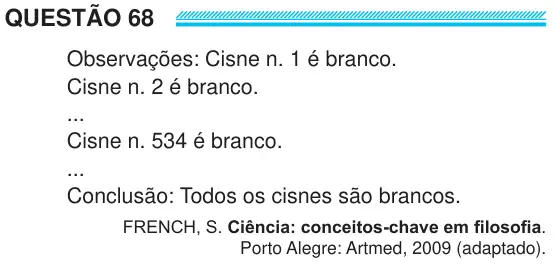 QUESTÃO 68
Observações: Cisne n. 1 é branco.
Cisne n. 2 é branco.
...
Cisne n. 534 é branco.
...
Conclusão: Todos os cisnes são brancos.
FRENCH, S. Ciência: conceitos-chave em filosofia.
Porto Alegre: Artmed, 2009 (adaptado).